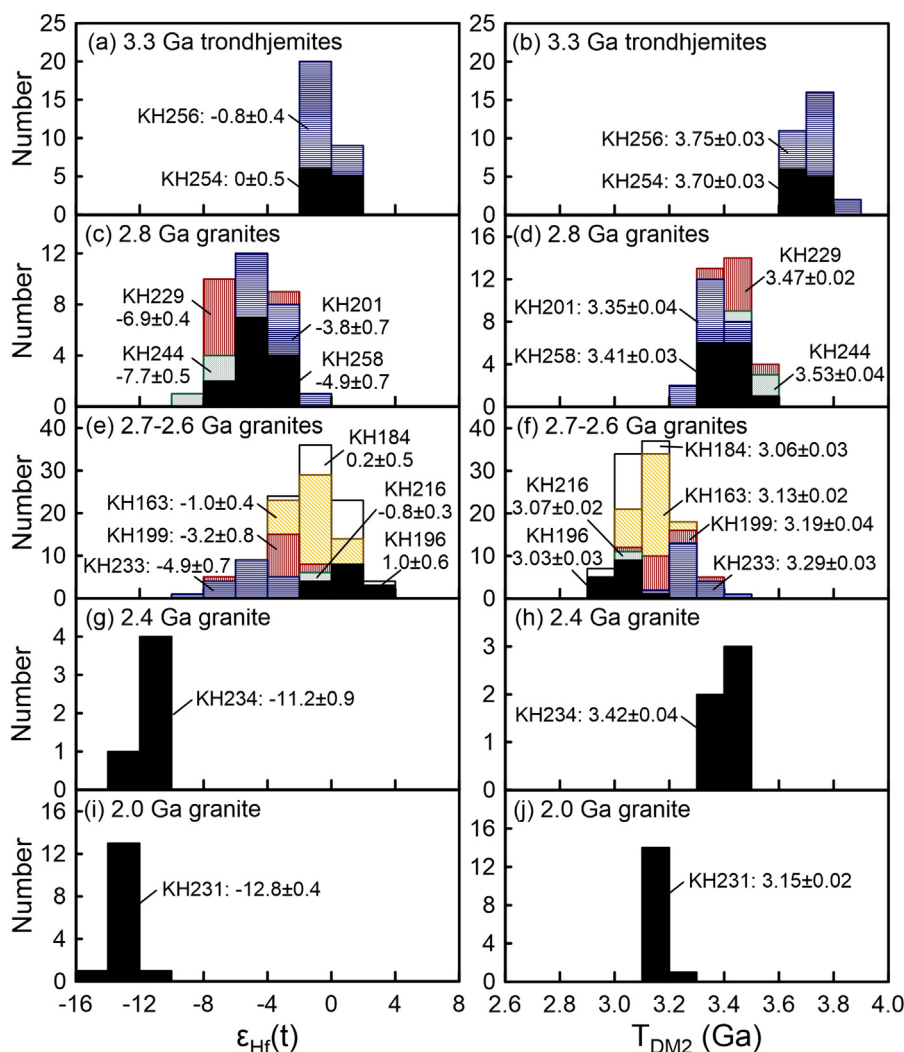 (a) 3.3 Ga trondhjemites
Number
25
20
15
10
5
0
KH256: -0.8±0.4
KH254: 0±0.5
(b) 3.3 Ga trondhjemites
25
20
15
10
5
0
KH256: 3.75±0.03
KH254: 3.70±0.03
(c) 2.8 Ga granites
Number
12
8
4
0
KH229
-6.9±0.4
KH244
-7.7±0.5
KH201
-3.8±0.7
KH258
-4.9±0.7
(d) 2.8 Ga granites
16
12
8
4
0
KH229
3.47±0.02
KH201: 3.35±0.04
KH258: 3.41±0.03
KH244
3.53±0.04
(e) 2.7-2.6 Ga granites
Number
40
30
20
10
0
KH184
0.2±0.5
KH163: -1.0±0.4
KH216
-0.8±0.3
KH199: -3.2±0.8
KH196
1.0±0.6
KH233: -4.9±0.7
(f) 2.7-2.6 Ga granites
40
30
20
10
0
KH184: 3.06±0.03
KH216
3.07±0.02
KH163: 3.13±0.02
KH196
3.03±0.03
KH199: 3.19±0.04
KH233: 3.29±0.03
(g) 2.4 Ga granite
Number
4
3
2
1
0
KH234: -11.2±0.9
(h) 2.4 Ga granite
3
2
1
0
KH234: 3.42±0.04
(i) 2.0 Ga granite
Number
16
12
8
4
0
KH231: -12.8±0.4
-16 -12 -8 -4 0 4 8
εHf(t)
(j) 2.0 Ga granite
16
12
8
4
0
KH231: 3.15±0.02
2.6 2.8 3.0 3.2 3.4 3.6 3.8 4.0
TDM2 (Ga)